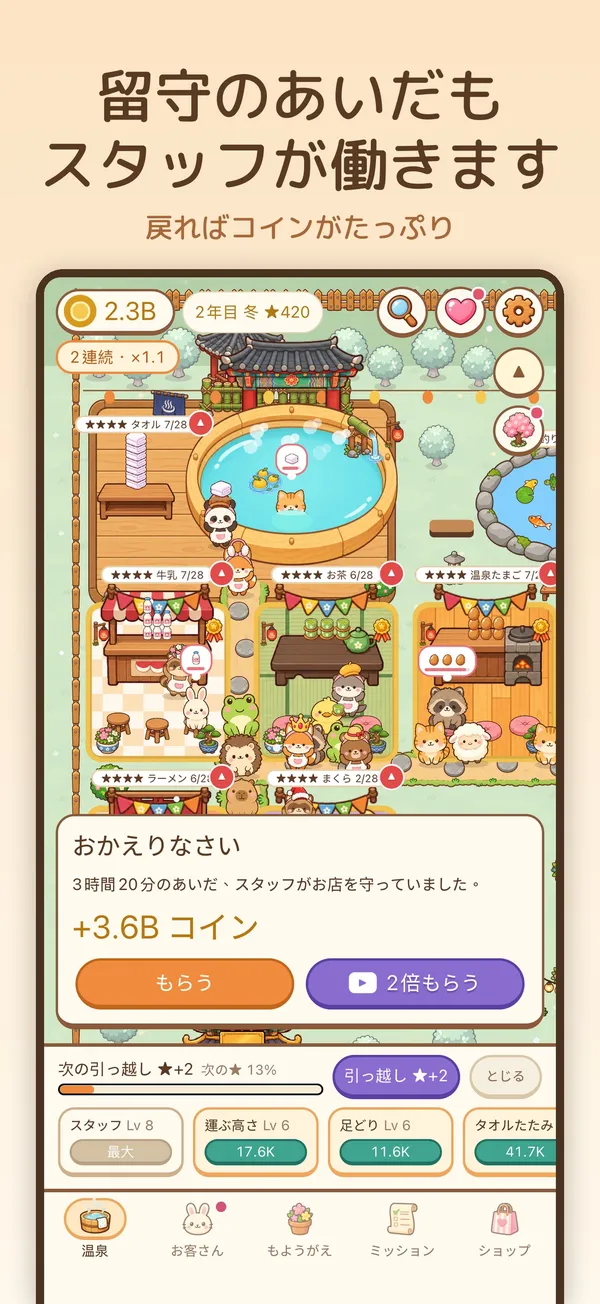 留守のあいだも
スタッフが働きます
戻ればコインがたっぷり
2.3B
2年目 冬 ★420
2連続・×1.1
★★★★ タオル 7/28
★★★★ 牛乳 7/28
★★★★ お茶 6/28
★★★★ 温泉たまご 7/2
★★★★ ラーメン 6/2
★★★★ まくら 2/28
おかえりなさい
3時間20分のあいだ、スタッフがお店を守っていました。
+3.6B コイン
もらう
2倍もらう
次の引っ越し ★+2 次の★ 13%
引っ越し ★+2
とじる
スタッフ Lv 8
最大
運ぶ高さ Lv 6
17.6K
足どり Lv 6
11.6K
タオルたたみ
41.7K
温泉
お客さん
もようがえ
ミッション
ショップ